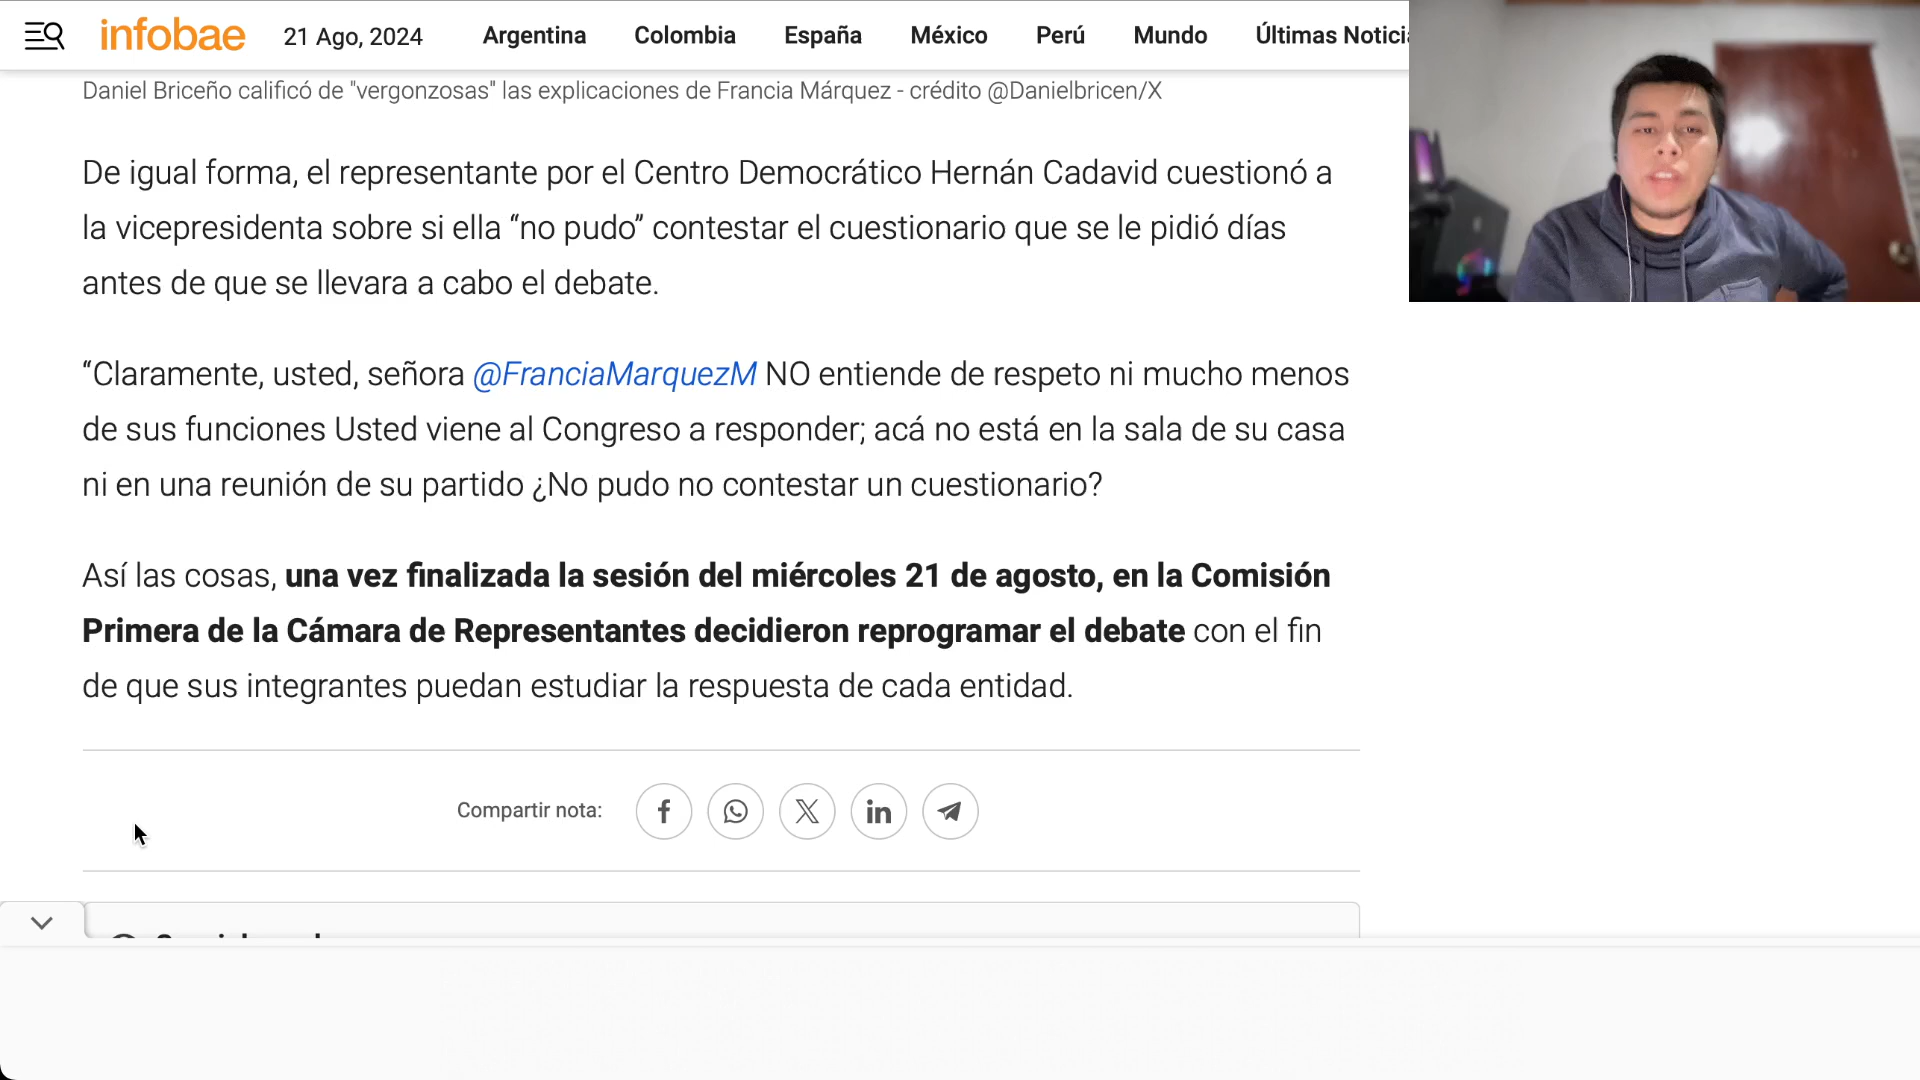 infobae
21 Ago, 2024
Argentina
Colombia
España
México
Perú
Mundo
Últimas
Daniel Briceño calificó de "vergonzosas" las explicaciones de Francia Márquez - crédito @Danielbricen/X
De igual forma, el representante por el Centro Democrático Hernán Cadavid cuestionó a
la vicepresidenta sobre si ella “no pudo” contestar el cuestionario que se le pidió días
antes de que se llevara a cabo el debate.
“Claramente, usted, señora @FranciaMarquezM NO entiende de respeto ni mucho menos
de sus funciones Usted viene al Congreso a responder; acá no está en la sala de su casa
ni en una reunión de su partido ¿No pudo no contestar un cuestionario?
Así las cosas, una vez finalizada la sesión del miércoles 21 de agosto, en la Comisión
Primera de la Cámara de Representantes decidieron reprogramar el debate con el fin
de que sus integrantes puedan estudiar la respuesta de cada entidad.
Compartir nota: